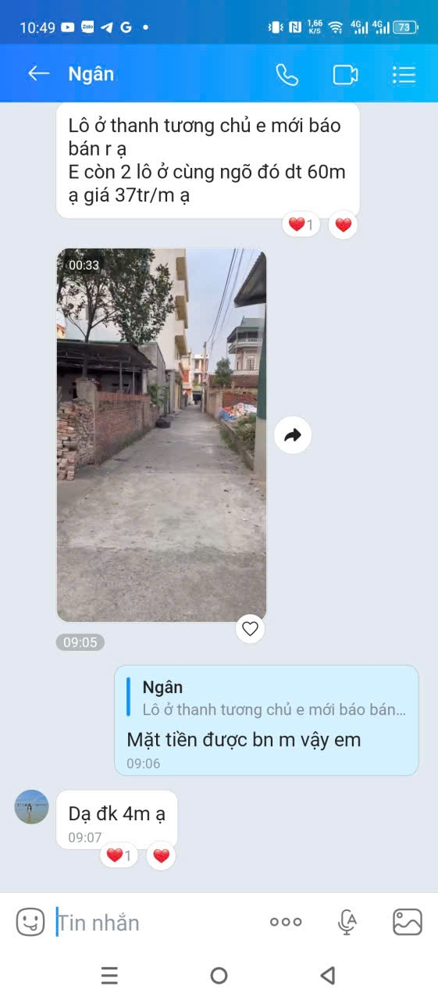 10:49 Zalo G 1,66 K/S 4G 4G 73
Ngân
Lô ở thanh tương chủ e mới báo
bán r ạ
E còn 2 lô ở cùng ngõ đó dt 60m
ạ giá 37tr/m ạ
1
00:33
09:05
Ngân
Lô ở thanh tương chủ e mới báo bán...
Mặt tiền được bn m vậy em
09:06
Dạ đk 4m ạ
09:07
1
Tin nhắn
A